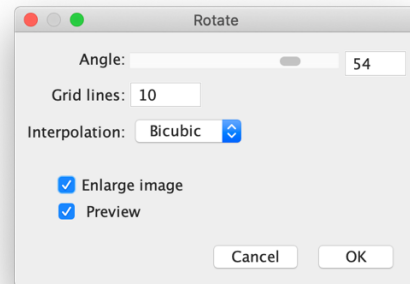 Rotate
Angle: 54
Grid lines: 10
Interpolation: Bicubic
Enlarge image
Preview
Cancel OK